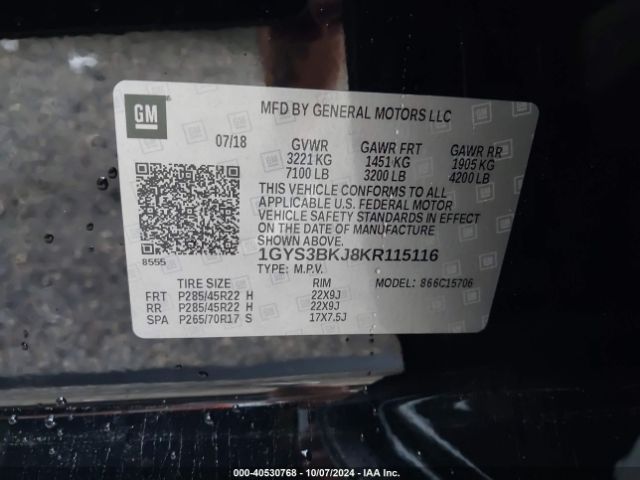 GM
MFD BY GENERAL MOTORS LLC
07/18 GVWR GAWR FRT GAWR RR
3221 KG 1451 KG 1905 KG
7100 LB 3200 LB 4200 LB
THIS VEHICLE CONFORMS TO ALL
APPLICABLE U.S. FEDERAL MOTOR
VEHICLE SAFETY STANDARDS IN EFFECT
ON THE DATE OF MANUFACTURE
SHOWN ABOVE.
8555 1GYS3BKJ8KR115116
TYPE: M.P.V.
TIRE SIZE RIM MODEL: 866C15706
FRT P285/45R22 H 22X9J
RR P285/45R22 H 22X9J
SPA P265/70R17 S 17X7.5J
000-40530768 - 10/07/2024 - IAA Inc.